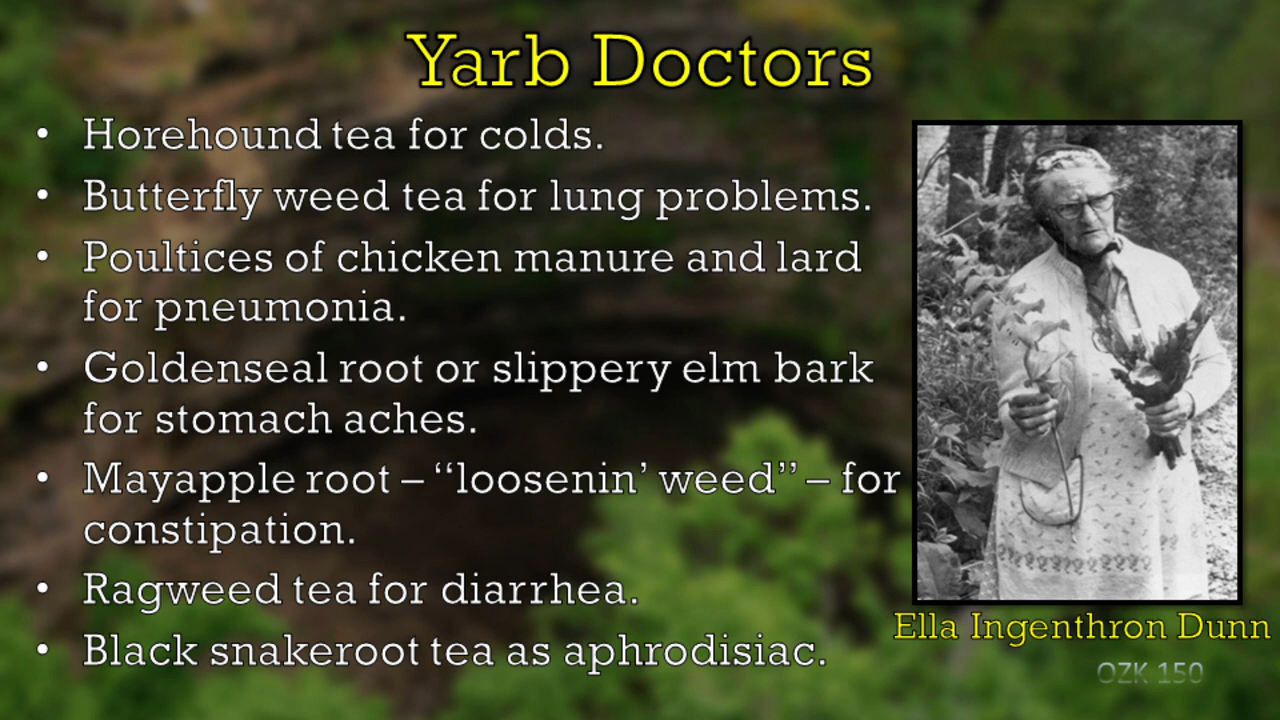 Yarb Doctors
• Horehound tea for colds.
• Butterfly weed tea for lung problems.
• Poultices of chicken manure and lard
for pneumonia.
• Goldenseal root or slippery elm bark
for stomach aches.
• Mayapple root – “loosenin’ weed” – for
constipation.
• Ragweed tea for diarrhea.
• Black snakeroot tea as aphrodisiac.
Ella Ingenthron Dunn
OZK 150